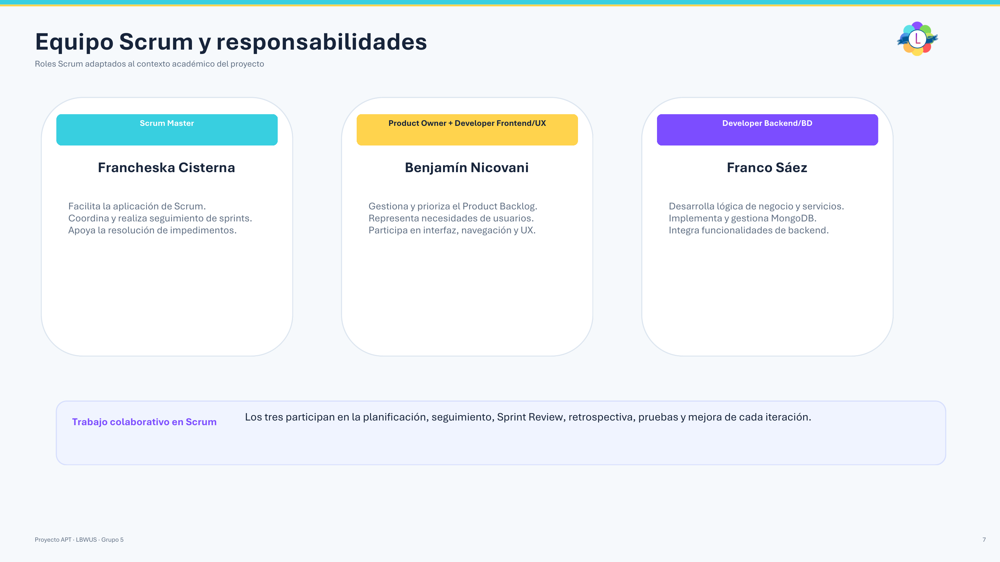 Equipo Scrum y responsabilidades
L
Roles Scrum adaptados al contexto académico del proyecto
Scrum Master
Francheska Cisterna
Facilita la aplicación de Scrum.
Coordina y realiza seguimiento de sprints.
Apoya la resolución de impedimentos.
Product Owner + Developer Frontend/UX
Benjamín Nicovani
Gestiona y prioriza el Product Backlog.
Representa necesidades de usuarios.
Participa en interfaz, navegación y UX.
Developer Backend/BD
Franco Sáez
Desarrolla lógica de negocio y servicios.
Implementa y gestiona MongoDB.
Integra funcionalidades de backend.
Trabajo colaborativo en Scrum
Los tres participan en la planificación, seguimiento, Sprint Review, retrospectiva, pruebas y mejora de cada iteración.
Proyecto APT · LBWUS · Grupo 5
7